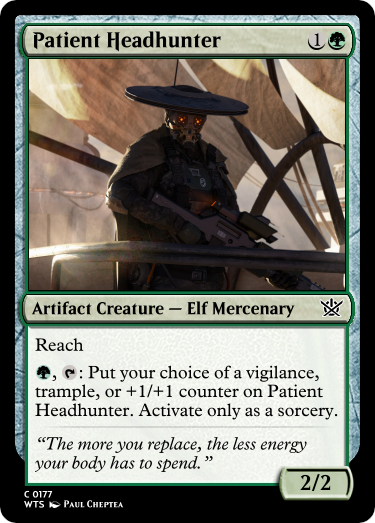 Patient Headhunter 1
Artifact Creature — Elf Mercenary
Reach
, : Put your choice of a vigilance,
trample, or +1/+1 counter on Patient
Headhunter. Activate only as a sorcery.
“The more you replace, the less energy
your body has to spend.”
2/2
C 0177
WTS Paul Cheptea